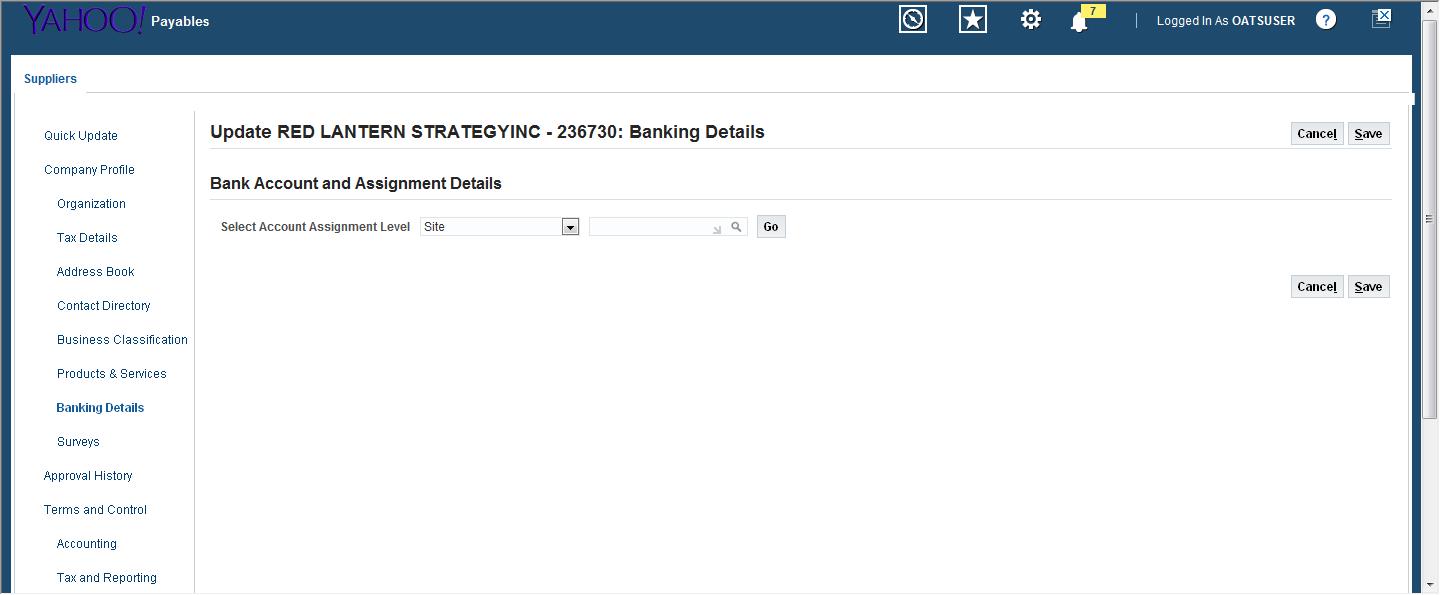 YAHOO! Payables
7
Logged In As OATSUSER
?
Suppliers
Quick Update
Company Profile
Organization
Tax Details
Address Book
Contact Directory
Business Classification
Products & Services
Banking Details
Surveys
Approval History
Terms and Control
Accounting
Tax and Reporting
Update RED LANTERN STRATEGYINC - 236730: Banking Details
Cancel Save
Bank Account and Assignment Details
Select Account Assignment Level Site Go
Cancel Save